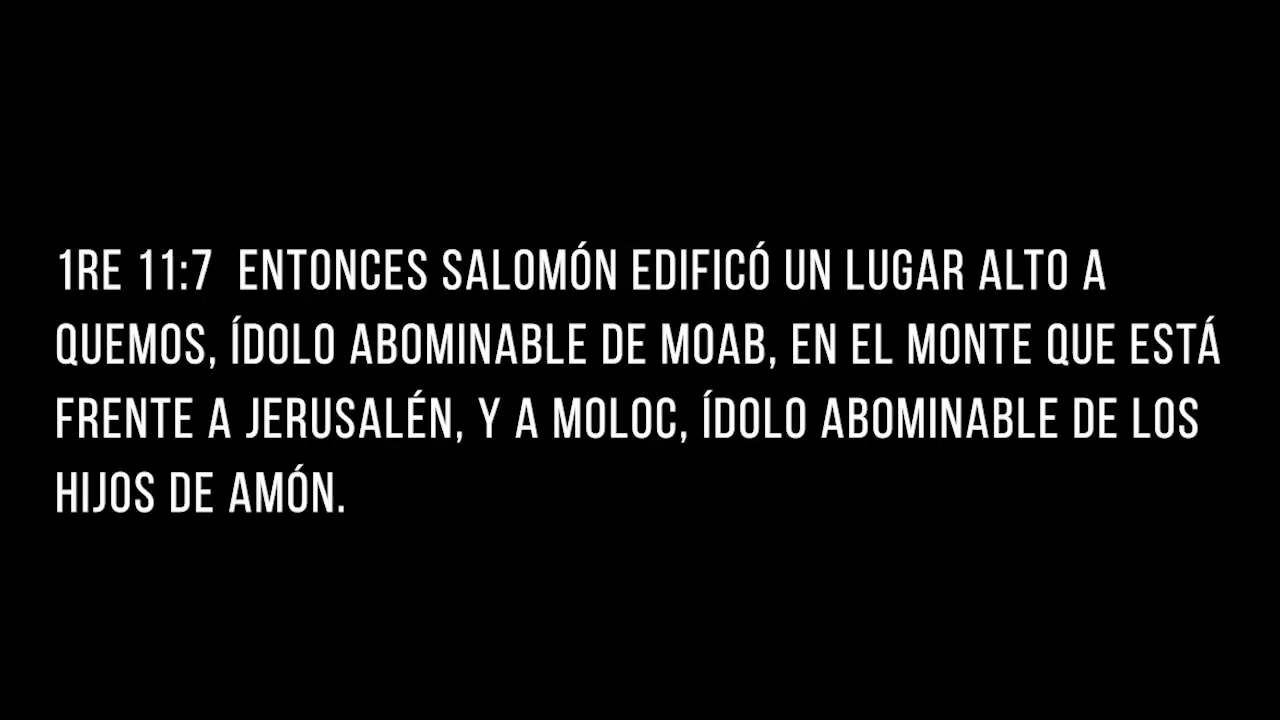 1RE 11:7  ENTONCES SALOMÓN EDIFICÓ UN LUGAR ALTO A
QUEMOS, ÍDOLO ABOMINABLE DE MOAB, EN EL MONTE QUE ESTÁ
FRENTE A JERUSALÉN, Y A MOLOC, ÍDOLO ABOMINABLE DE LOS
HIJOS DE AMÓN.